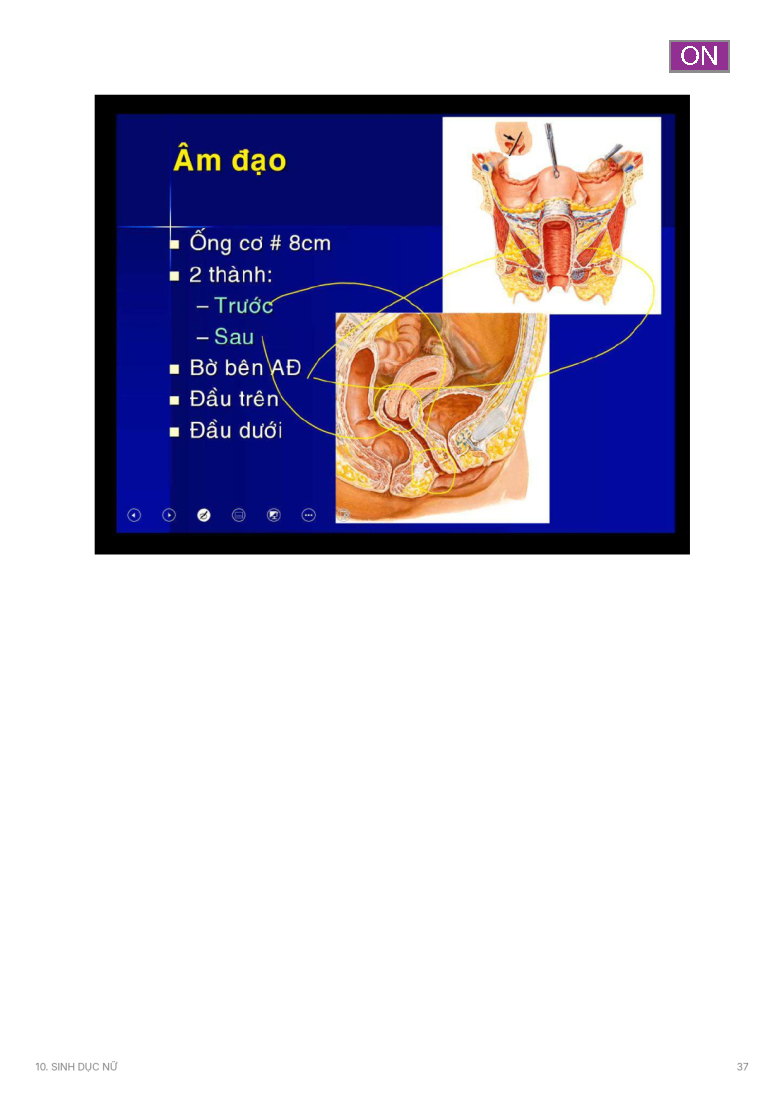 ON
Âm đạo
Ống cơ # 8cm
2 thành:
– Trước
– Sau
Bờ bên AĐ
Đầu trên
Đầu dưới
10. SINH DỤC NỮ
37